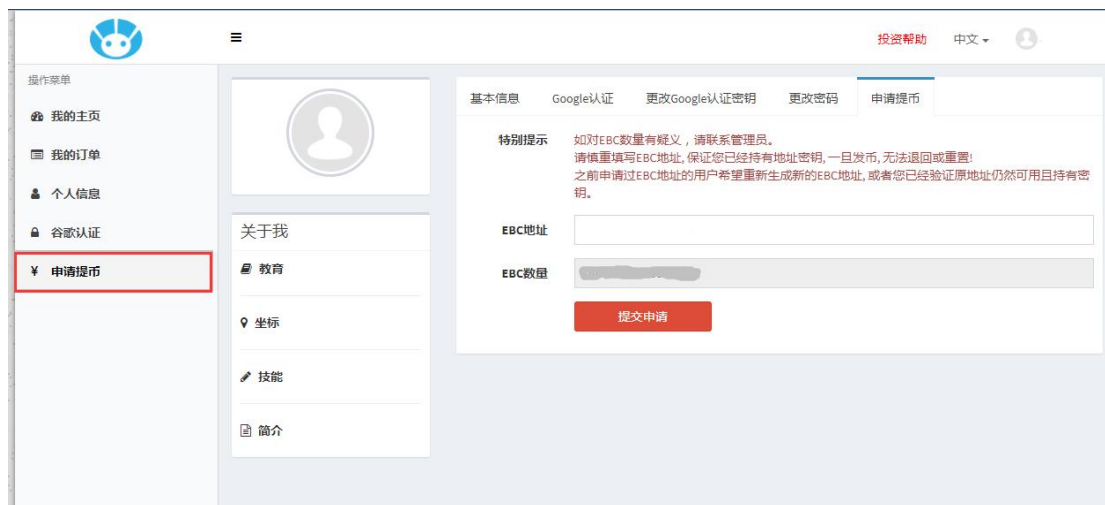 投资帮助
中文
操作菜单
我的主页
我的订单
个人信息
谷歌认证
¥ 申请提币
关于我
教育
坐标
技能
简介
基本信息
Google认证
更改Google认证密钥
更改密码
申请提币
特别提示
如对EBC数量有疑义，请联系管理员。
请慎重填写EBC地址, 保证您已经持有地址密钥, 一旦发币, 无法退回或重置!
之前申请过EBC地址的用户希望重新生成新的EBC地址, 或者您已经验证原地址仍然可用且持有密
钥。
EBC地址
EBC数量
提交申请